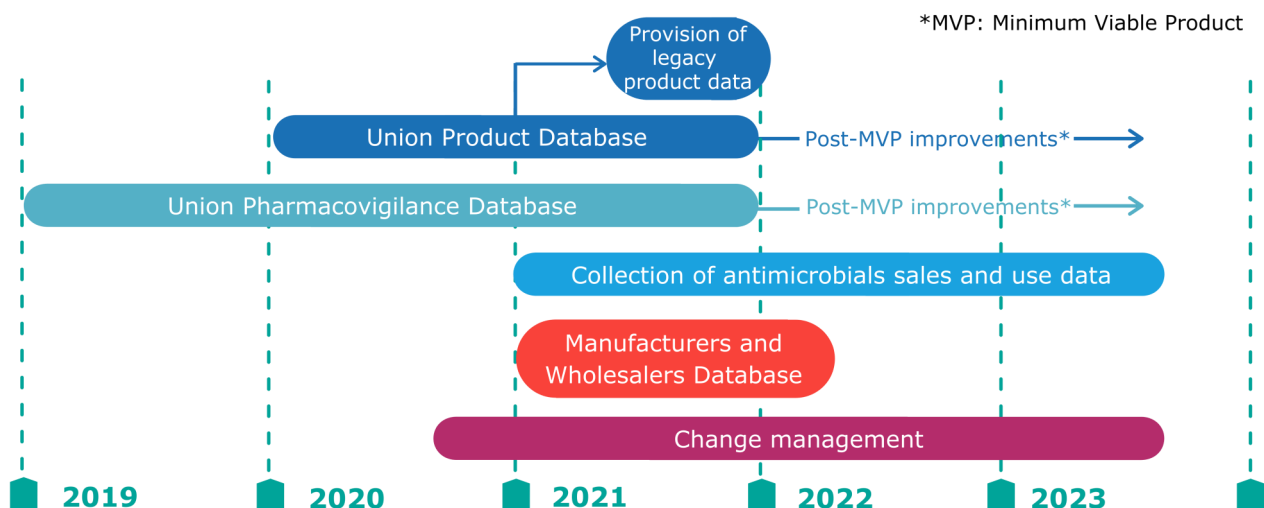 *MVP: Minimum Viable Product
Provision of
legacy
product data
Union Product Database
Post-MVP improvements*
Union Pharmacovigilance Database
Post-MVP improvements*
Collection of antimicrobials sales and use data
Manufacturers and
Wholesalers Database
Change management
2019
2020
2021
2022
2023